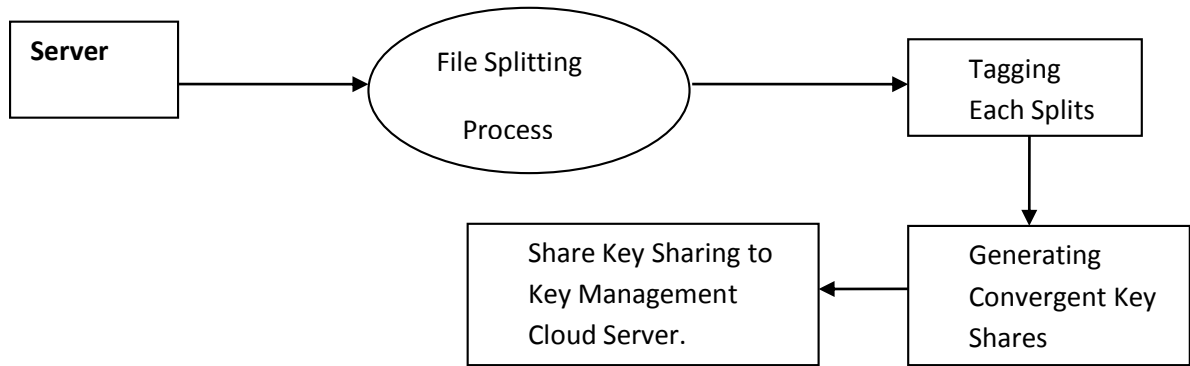 Server
File Splitting
Process
Tagging
Each Splits
Generating
Convergent Key
Shares
Share Key Sharing to
Key Management
Cloud Server.